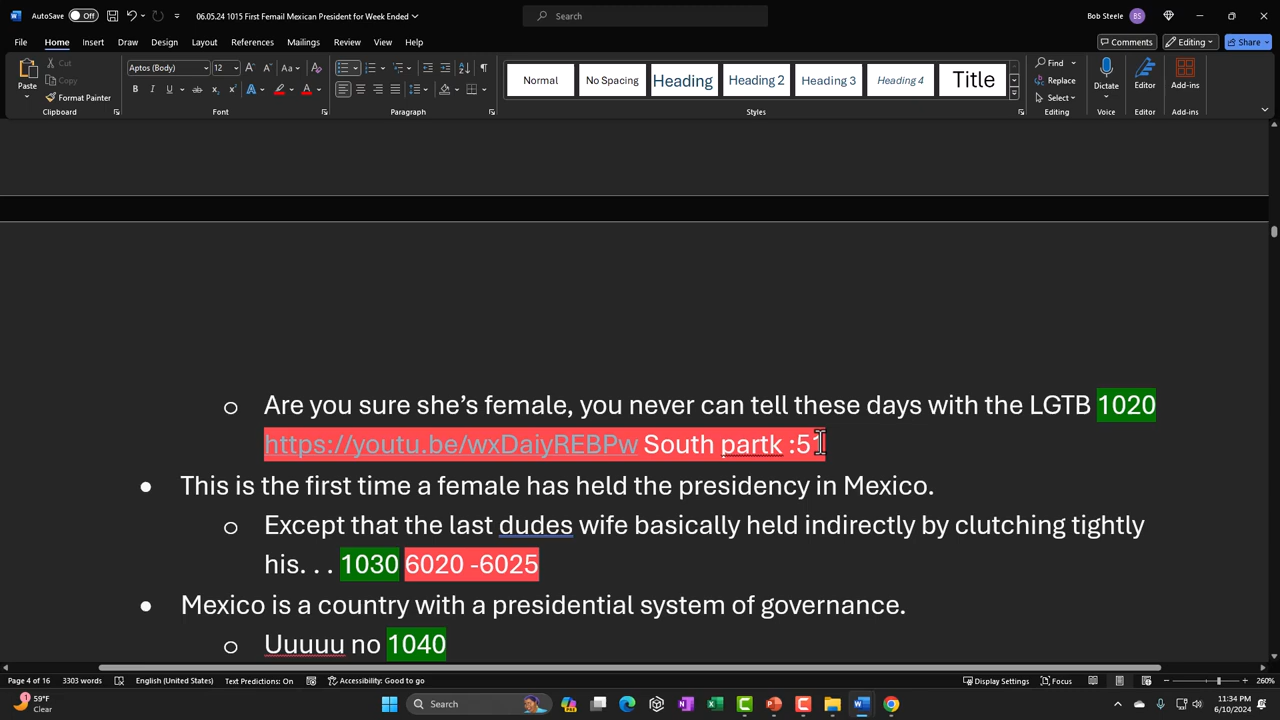 AutoSave Off 06.05.24 1015 First Femail Mexican President for Week Ended Search Bob Steele BS
File Home Insert Draw Design Layout References Mailings Review View Help Comments Editing Share
Paste Cut Copy Format Painter
Aptos (Body) 12
Normal No Spacing Heading Heading 2 Heading 3 Heading 4 Title
Find Replace Select
Dictate Editor Add-ins
Clipboard Font Paragraph Styles Editing Voice Editor Add-ins
o Are you sure she’s female, you never can tell these days with the LGTB 1020
https://youtu.be/wxDaiyREBPw South partk :51
• This is the first time a female has held the presidency in Mexico.
o Except that the last dudes wife basically held indirectly by clutching tightly
his. . . 1030 6020 -6025
• Mexico is a country with a presidential system of governance.
o Uuuuu no 1040
Page 4 of 16 3303 words English (United States) Text Predictions: On Accessibility: Good to go Display Settings Focus 260%
59°F
Clear
Search
11:34 PM
6/10/2024